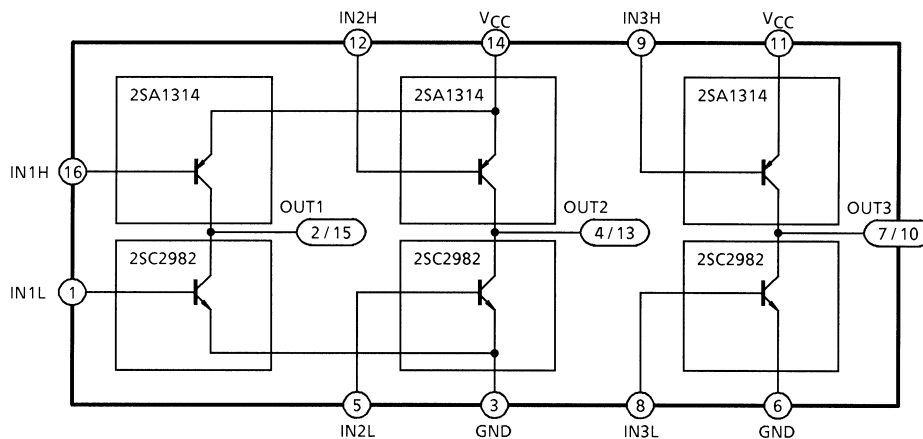 IN2H VCC IN3H VCC
12 14 9 11
2SA1314 2SA1314 2SA1314
IN1H 16
OUT1 OUT2 OUT3
2 / 15 4 / 13 7 / 10
2SC2982 2SC2982 2SC2982
IN1L 1
5 3 8 6
IN2L GND IN3L GND